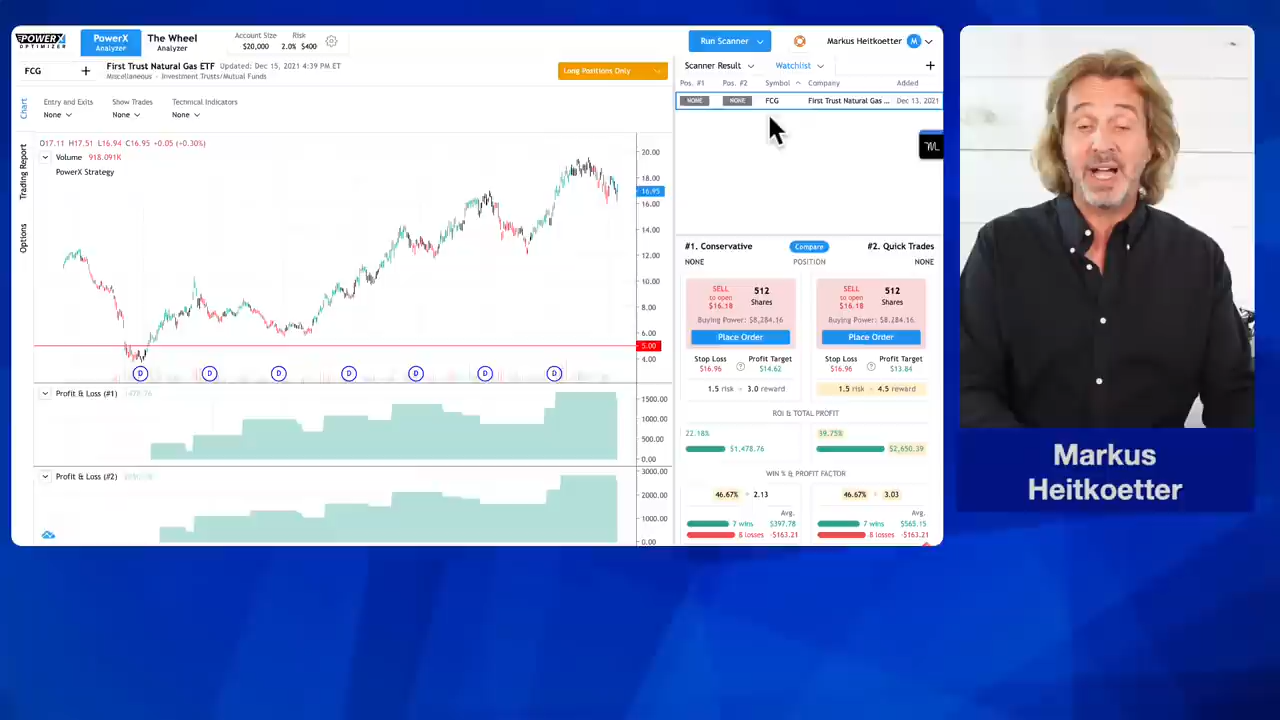 POWERX
OPTIMIZER
PowerX
Analyzer
The Wheel
Analyzer
Account Size
$20,000
Risk
2.0% $400
Run Scanner
Markus Heitkoetter
M
FCG
+
First Trust Natural Gas ETF Updated: Dec 15, 2021 4:39 PM ET
Miscellaneous - Investment Trusts/Mutual Funds
Long Positions Only
Scanner Result
Watchlist
+
Pos. #1 Pos. #2 Symbol Company Added
NONE NONE FCG First Trust Natural Gas ... Dec 13, 2021
Chart
Trading Report
Options
Entry and Exits
None
Show Trades
None
Technical Indicators
None
O17.11 H17.51 L16.94 C16.95 +0.05 (+0.30%)
Volume 918.091K
PowerX Strategy
20.00
18.00
16.95
16.00
14.00
12.00
10.00
8.00
6.00
5.00
4.00
D D D D D D D
Profit & Loss (#1)
1500.00
1000.00
500.00
0.00
Profit & Loss (#2)
3000.00
2000.00
1000.00
0.00
#1. Conservative
Compare
#2. Quick Trades
NONE
POSITION
NONE
SELL
to open
$16.18
512
Shares
Buying Power: $8,284.16
Place Order
SELL
to open
$16.18
512
Shares
Buying Power: $8,284.16
Place Order
Stop Loss
$16.96
Profit Target
$14.62
Stop Loss
$16.96
Profit Target
$13.84
1.5 risk - 3.0 reward
1.5 risk - 4.5 reward
ROI & TOTAL PROFIT
22.18%
$1,478.76
39.75%
$2,650.39
WIN % & PROFIT FACTOR
46.67% - 2.13
46.67% - 3.03
Avg.
7 wins $397.78
8 losses -$163.21
Avg.
7 wins $565.15
8 losses -$163.21
Markus
Heitkoetter